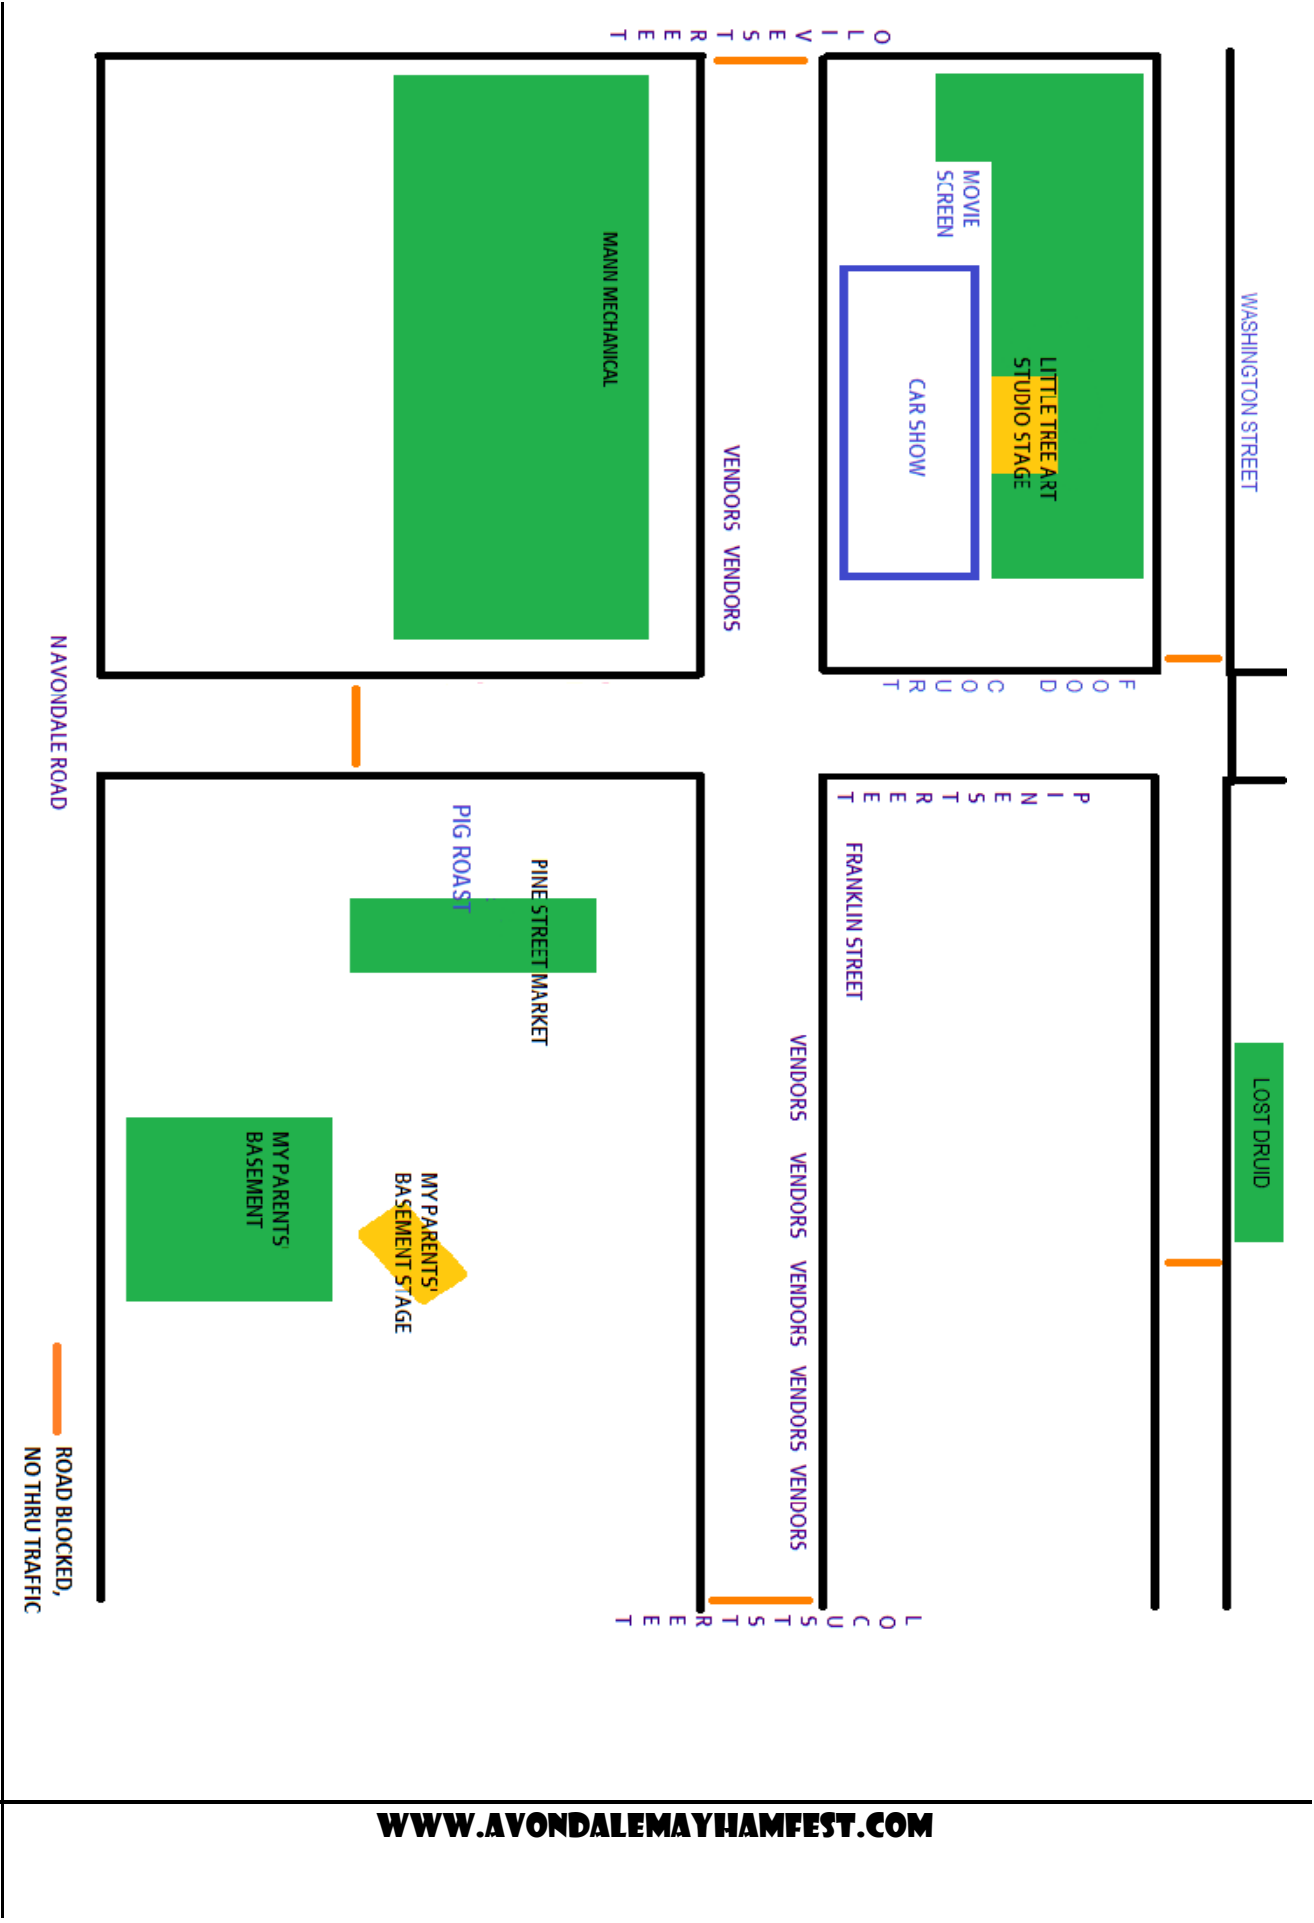 WASHINGTON STREET
LOST DRUID
OLIVE STREET
LITTLE TREE ART
STUDIO STAGE
MOVIE
SCREEN
CAR SHOW
FOOD COURT
PINE STREET
FRANKLIN STREET
VENDORS VENDORS VENDORS VENDORS VENDORS
VENDORS VENDORS
LOCUST STREET
MANN MECHANICAL
PINE STREET MARKET
PIG ROAST
MY PARENTS'
BASEMENT STAGE
MY PARENTS'
BASEMENT
N AVONDALE ROAD
ROAD BLOCKED,
NO THRU TRAFFIC
WWW.AVONDALEMAYHAMFEST.COM